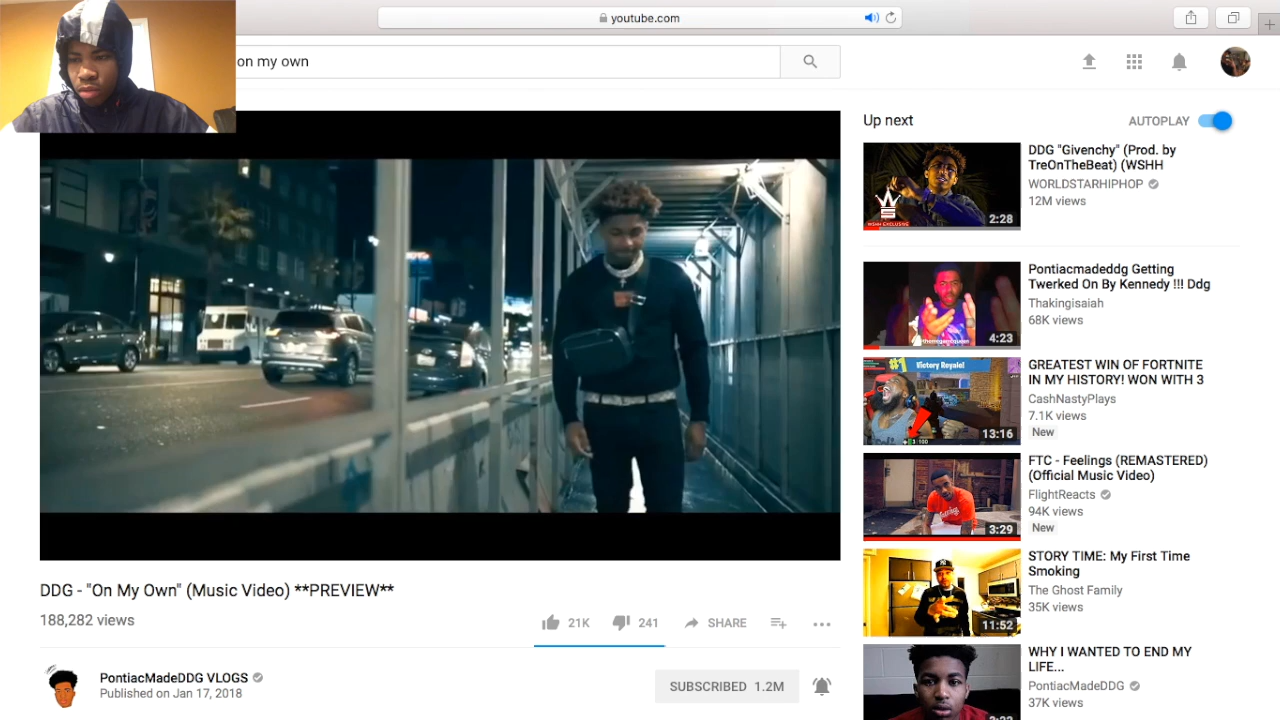 youtube.com
on my own
Up next
AUTOPLAY
DDG "Givenchy" (Prod. by
TreOnTheBeat) (WSHH
WORLDSTARHIPHOP
12M views
WSHH EXCLUSIVE
2:28
Pontiacmadeddg Getting
Twerked On By Kennedy !!! Ddg
Thakingisaiah
68K views
4:23
GREATEST WIN OF FORTNITE
IN MY HISTORY! WON WITH 3
CashNastyPlays
7.1K views
New
#1 Victory Royale!
13:16
FTC - Feelings (REMASTERED)
(Official Music Video)
FlightReacts
94K views
New
3:29
STORY TIME: My First Time
Smoking
The Ghost Family
35K views
11:52
WHY I WANTED TO END MY
LIFE...
PontiacMadeDDG
37K views
DDG - "On My Own" (Music Video) **PREVIEW**
188,282 views
21K
241
SHARE
PontiacMadeDDG VLOGS
Published on Jan 17, 2018
SUBSCRIBED 1.2M